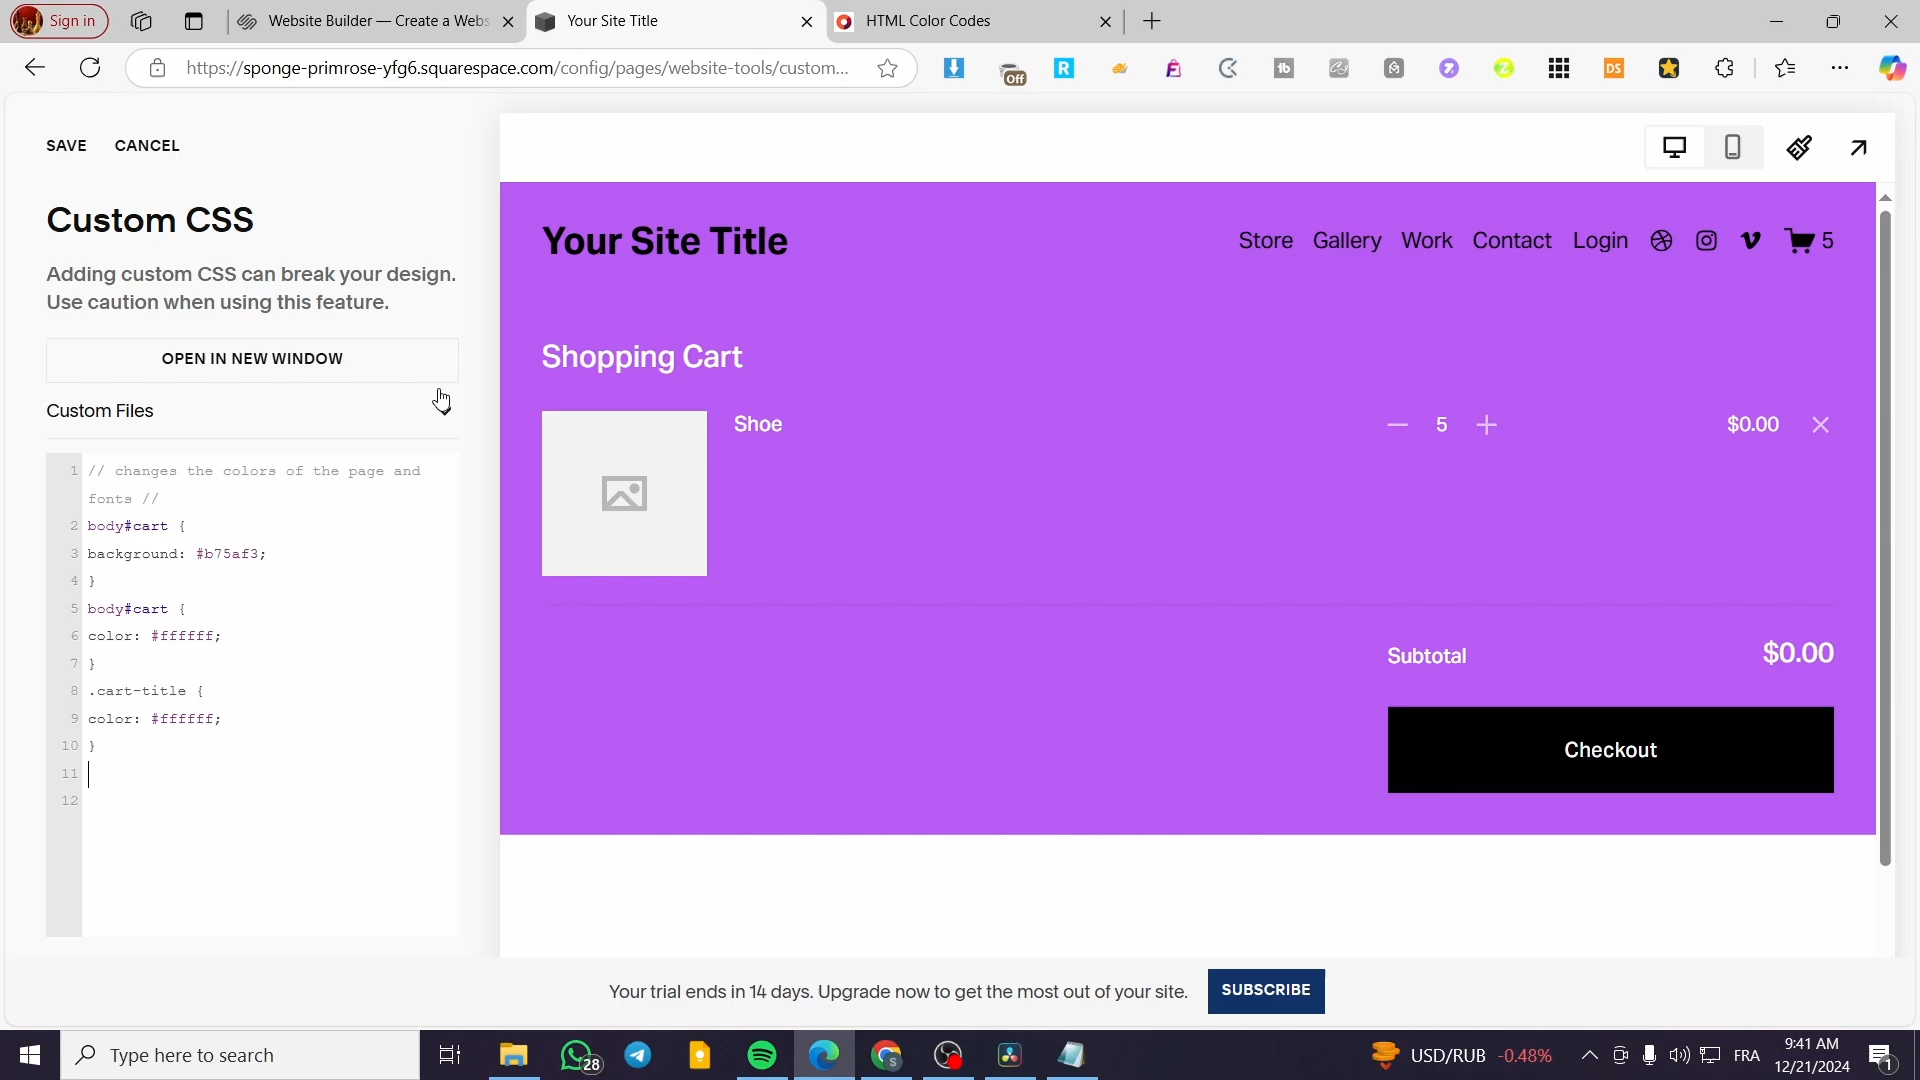 Sign in
Website Builder — Create a Webs
Your Site Title
HTML Color Codes
https://sponge-primrose-yfg6.squarespace.com/config/pages/website-tools/custom...
Off
DS
SAVE CANCEL
Custom CSS
Adding custom CSS can break your design.
Use caution when using this feature.
OPEN IN NEW WINDOW
Custom Files
1 // changes the colors of the page and
fonts //
2 body#cart {
3 background: #b75af3;
4 }
5 body#cart {
6 color: #ffffff;
7 }
8 .cart-title {
9 color: #ffffff;
10 }
11
12
Your Site Title
Store Gallery Work Contact Login 5
Shopping Cart
Shoe 5 $0.00
Subtotal $0.00
Checkout
Your trial ends in 14 days. Upgrade now to get the most out of your site. SUBSCRIBE
Type here to search
28
USD/RUB -0.48%
FRA
9:41 AM
12/21/2024
1